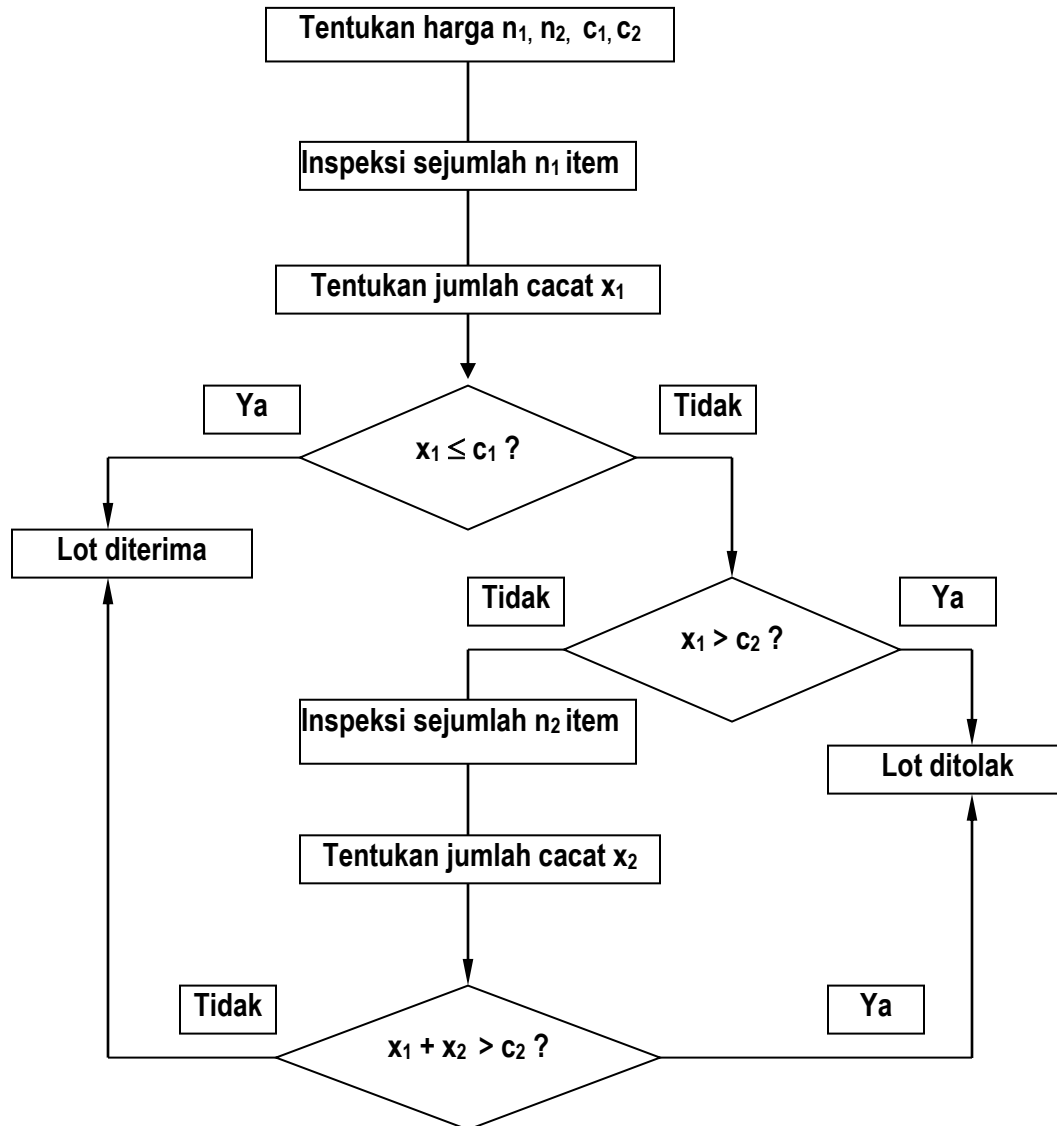 Tentukan harga n₁, n₂, c₁, c₂
Inspeksi sejumlah n₁ item
Tentukan jumlah cacat x₁
Ya
Tidak
x₁ ≤ c₁ ?
Lot diterima
Tidak
Ya
x₁ > c₂ ?
Inspeksi sejumlah n₂ item
Lot ditolak
Tentukan jumlah cacat x₂
Tidak
Ya
x₁ + x₂ > c₂ ?